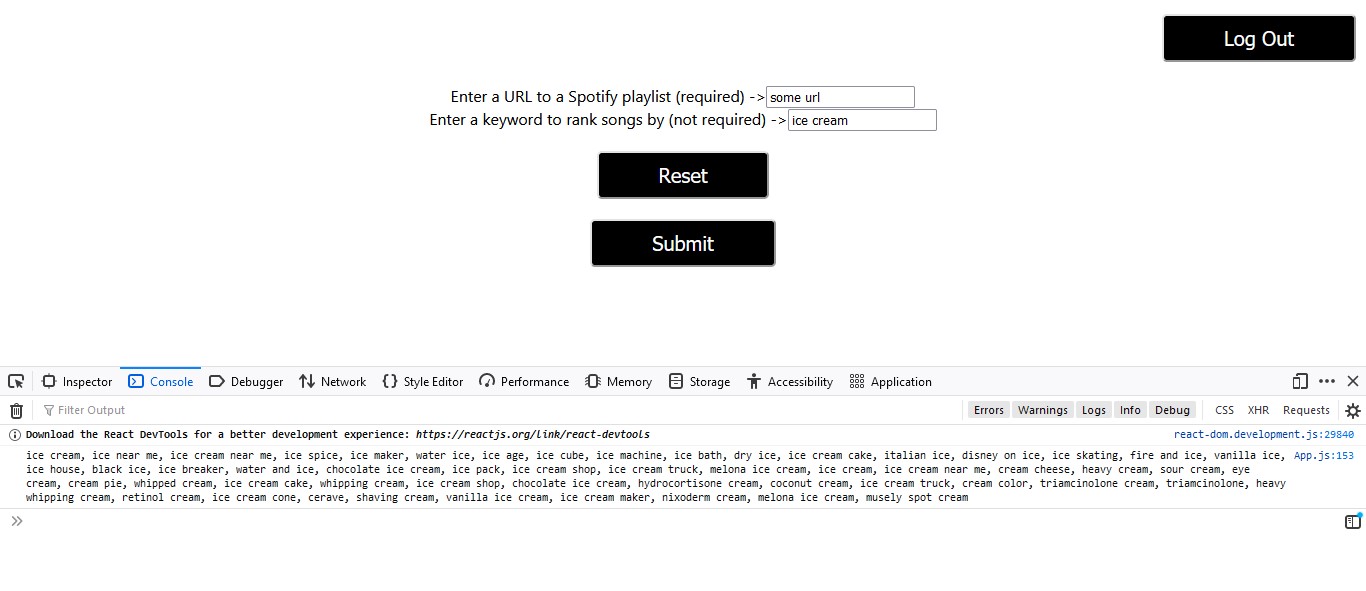 Log Out
Enter a URL to a Spotify playlist (required) -> some url
Enter a keyword to rank songs by (not required) -> ice cream
Reset
Submit
Inspector Console Debugger Network Style Editor Performance Memory Storage Accessibility Application
Filter Output Errors Warnings Logs Info Debug CSS XHR Requests
Download the React DevTools for a better development experience: https://reactjs.org/link/react-devtools react-dom.development.js:29840
ice cream, ice near me, ice cream near me, ice spice, ice maker, water ice, ice age, ice cube, ice machine, ice bath, dry ice, ice cream cake, italian ice, disney on ice, ice skating, fire and ice, vanilla ice, App.js:153
ice house, black ice, ice breaker, water and ice, chocolate ice cream, ice pack, ice cream shop, ice cream truck, melona ice cream, ice cream, ice cream near me, cream cheese, heavy cream, sour cream, eye
cream, cream pie, whipped cream, ice cream cake, whipping cream, ice cream shop, chocolate ice cream, hydrocortisone cream, coconut cream, ice cream truck, cream color, triamcinolone cream, triamcinolone, heavy
whipping cream, retinol cream, ice cream cone, cerave, shaving cream, vanilla ice cream, ice cream maker, nixoderm cream, melona ice cream, musely spot cream